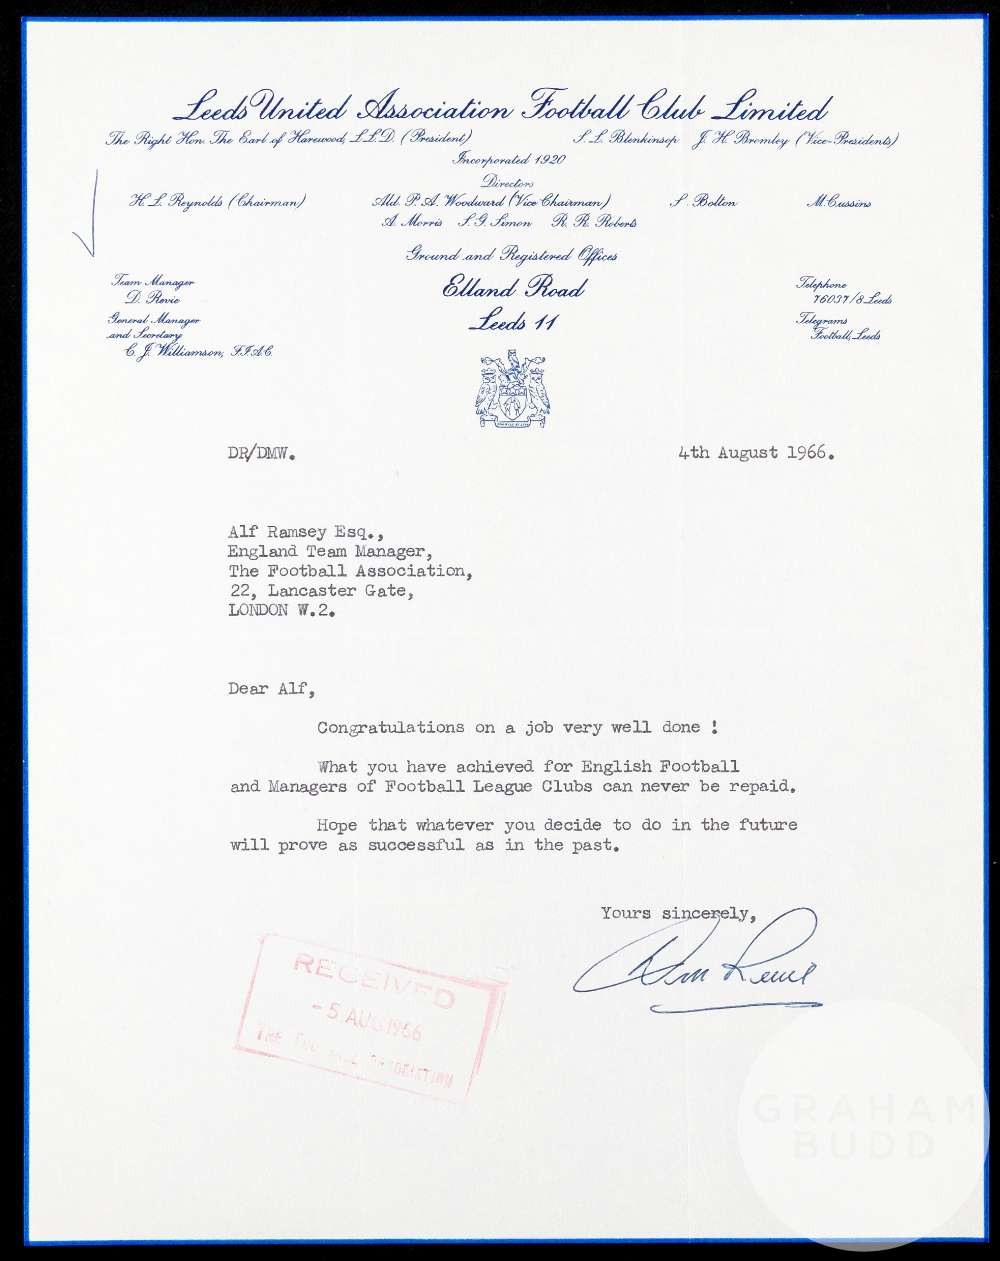 Leeds United Association Football Club Limited
The Right Hon. The Earl of Harewood, LL.D. (President) S. L. Blenkinsop J. H. Bromley (Vice-Presidents)
Incorporated 1920
Directors
H. L. Reynolds (Chairman) Ald. P. A. Woodward (Vice Chairman) S. Bolton M. Cussins
A. Morris S. G. Simon R. R. Roberts
Ground and Registered Offices
Elland Road
Leeds 11
Team Manager
D. Revie
General Manager
and Secretary
C. J. Williamson, F.F.A.C.
Telephone
76037/8 Leeds
Telegrams
Football, Leeds
DR/DMW.
4th August 1966.
Alf Ramsey Esq.,
England Team Manager,
The Football Association,
22, Lancaster Gate,
LONDON W.2.
Dear Alf,
Congratulations on a job very well done !
What you have achieved for English Football
and Managers of Football League Clubs can never be repaid.
Hope that whatever you decide to do in the future
will prove as successful as in the past.
Yours sincerely,
Don Revie
RECEIVED
-5 AUG 1966
THE FOOTBALL ASSOCIATION
GRAHAM
BUDD